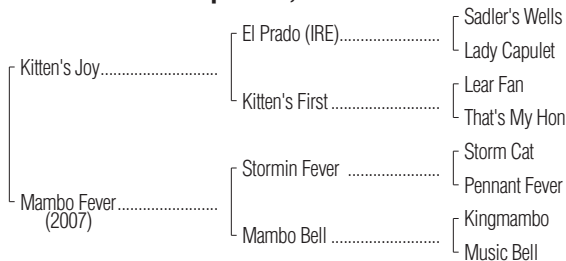 Sadler's Wells
El Prado (IRE)
Lady Capulet
Kitten's Joy
Lear Fan
Kitten's First
That's My Hon
Storm Cat
Stormin Fever
Pennant Fever
Mambo Fever
(2007)
Kingmambo
Mambo Bell
Music Bell